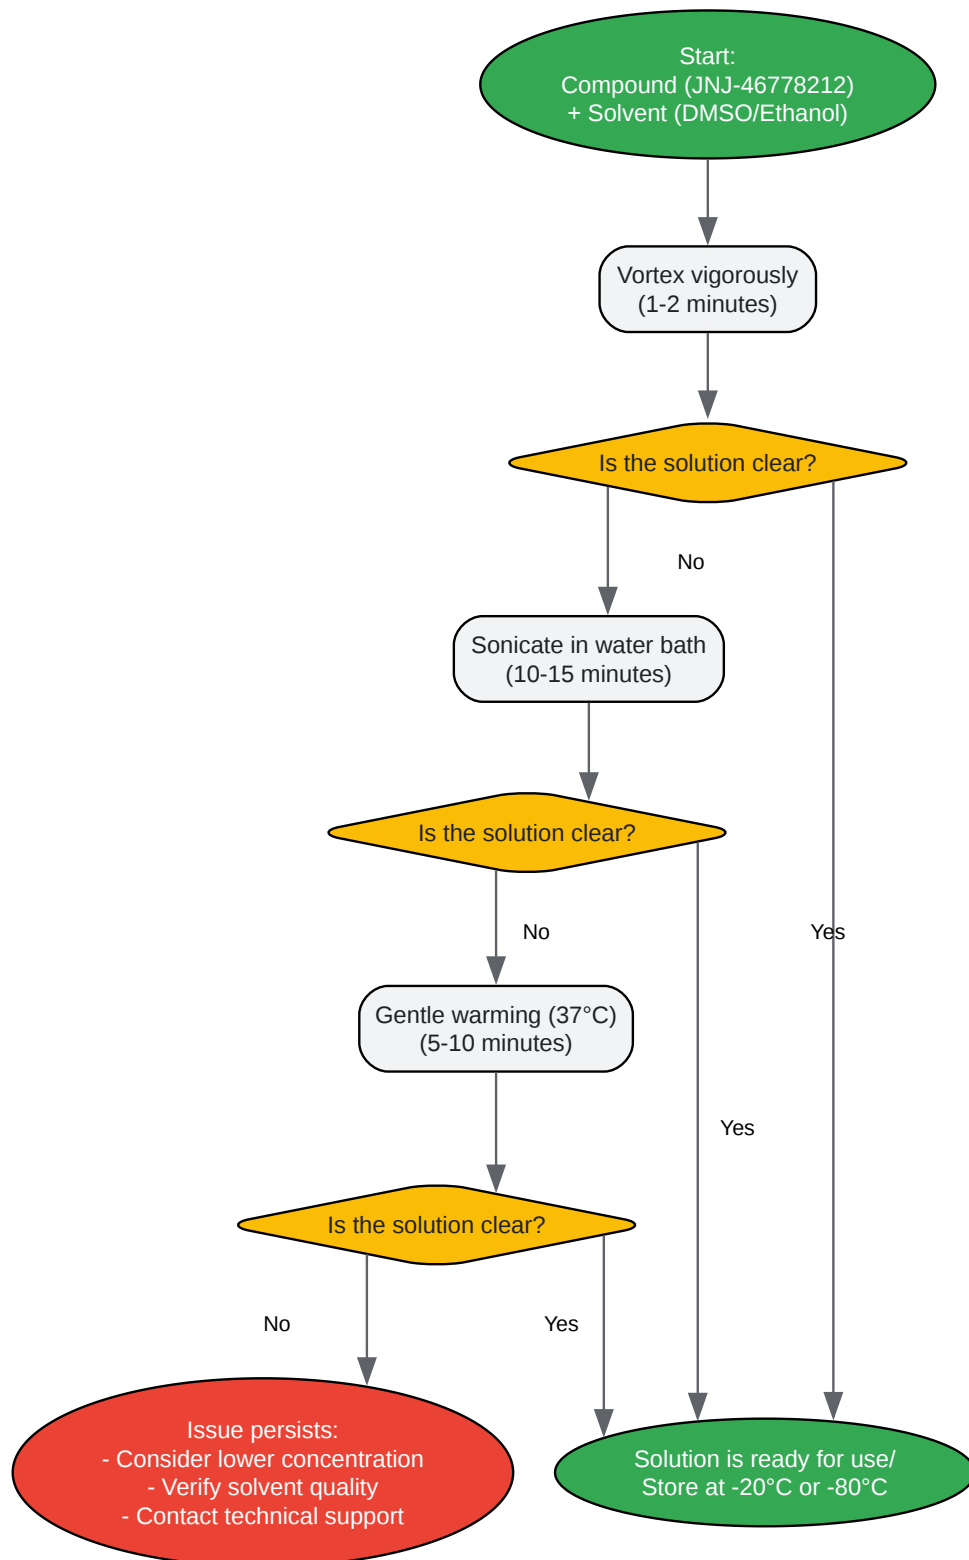 Start:
Compound (JNJ-46778212)
+ Solvent (DMSO/Ethanol)
Vortex vigorously
(1-2 minutes)
Is the solution clear?
No
Sonicate in water bath
(10-15 minutes)
Is the solution clear?
No
Yes
Gentle warming (37°C)
(5-10 minutes)
Yes
Is the solution clear?
No
Yes
Issue persists:
- Consider lower concentration
- Verify solvent quality
- Contact technical support
Solution is ready for use/
Store at -20°C or -80°C